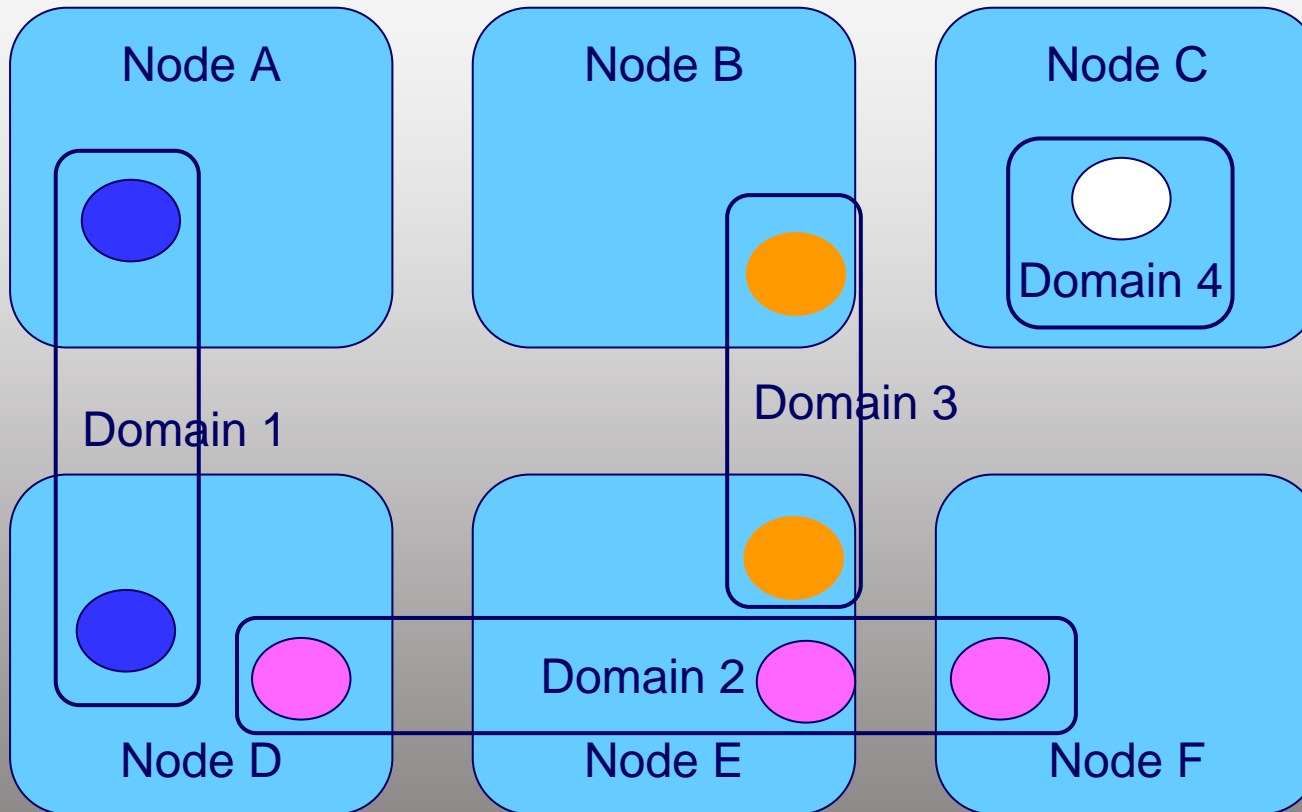 Node A
Node B
Node C
Domain 4
Domain 1
Domain 3
Domain 2
Node D
Node E
Node F